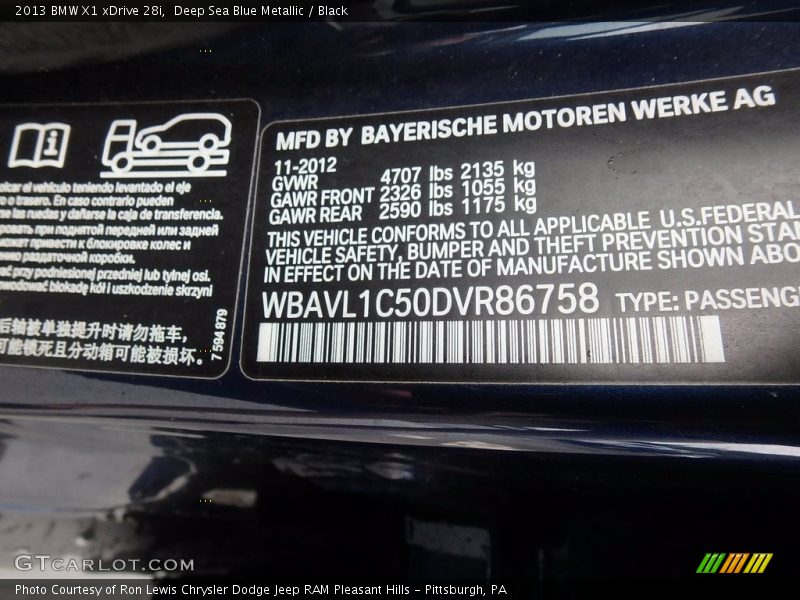 2013 BMW X1 xDrive 28i, Deep Sea Blue Metallic / Black
el vehículo teniendo levantado el eje
o trasero. En caso contrario pueden
las ruedas y dañarse la caja de transferencia.
при поднятой передней или задней
может привести к блокировке колес и
раздаточной коробки.
przy podniesionej przedniej lub tylnej osi.
blokadę kół i uszkodzenie skrzyni
后轴被单独提升时请勿拖车,
可能锁死且分动箱可能被损坏。
7 594 879
MFD BY BAYERISCHE MOTOREN WERKE AG
11-2012
GVWR 4707 lbs 2135 kg
GAWR FRONT 2326 lbs 1055 kg
GAWR REAR 2590 lbs 1175 kg
THIS VEHICLE CONFORMS TO ALL APPLICABLE U.S.FEDERAL
VEHICLE SAFETY, BUMPER AND THEFT PREVENTION STA
IN EFFECT ON THE DATE OF MANUFACTURE SHOWN ABO
WBAVL1C50DVR86758 TYPE: PASSENG
GTCARLOT.COM
Photo Courtesy of Ron Lewis Chrysler Dodge Jeep RAM Pleasant Hills - Pittsburgh, PA